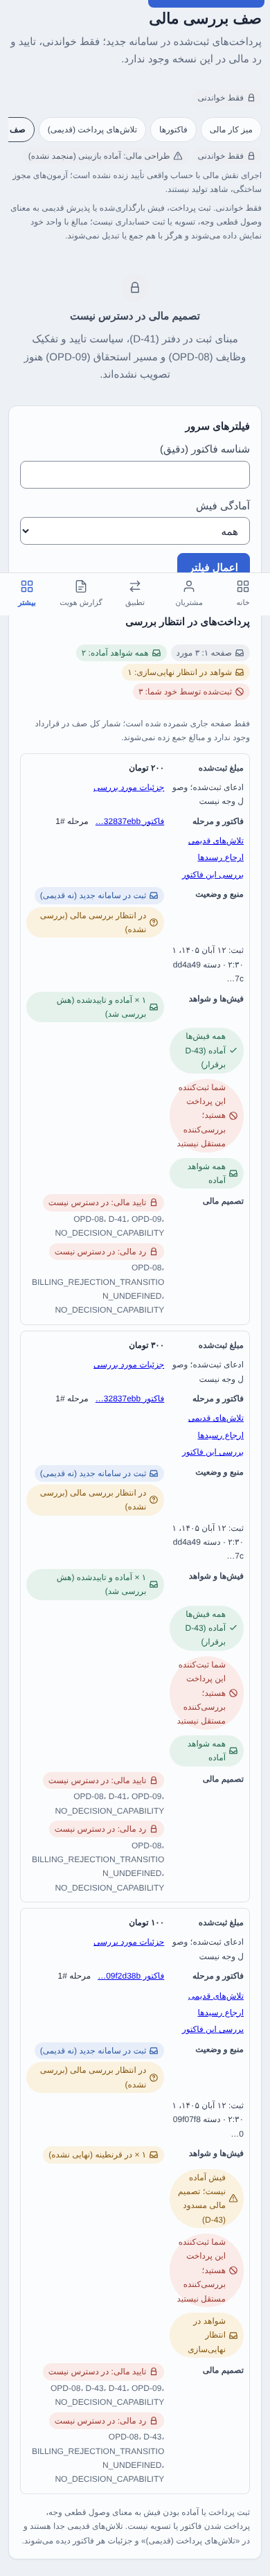 صف بررسی مالی
پرداخت‌های ثبت‌شده در سامانه جدید؛ فقط خواندنی، تایید و
رد مالی در این نسخه وجود ندارد.
فقط خواندنی
میز کار مالی
فاکتورها
تلاش‌های پرداخت (قدیمی)
صف
فقط خواندنی
طراحی مالی: آماده بازبینی (منجمد نشده)
اجرای نقش مالی با حساب واقعی تأیید زنده نشده است؛ آزمون‌های مجوز
ساختگی، شاهد تولید نیستند.
فقط خواندنی. ثبت پرداخت، فیش بارگذاری‌شده یا پذیرش قدیمی به معنای
وصول قطعی وجه، تسویه یا ثبت حسابداری نیست؛ مبالغ با واحد خود
نمایش داده می‌شوند و هرگز با هم جمع یا تبدیل نمی‌شوند.
تصمیم مالی در دسترس نیست
مبنای ثبت در دفتر (D-41)، سیاست تایید و تفکیک
وظایف (OPD-08) و مسیر استحقاق (OPD-09) هنوز
تصویب نشده‌اند.
فیلترهای سرور
شناسه فاکتور (دقیق)
آمادگی فیش
همه
اعمال فیلتر
خانه
مشتریان
تطبیق
گزارش هویت
بیشتر
پرداخت‌های در انتظار بررسی
صفحه ۱: ۳ مورد
همه شواهد آماده: ۲
شواهد در انتظار نهایی‌سازی: ۱
ثبت‌شده توسط خود شما: ۳
فقط صفحه جاری شمرده شده است؛ شمار کل صف در قرارداد
وجود ندارد و مبالغ جمع زده نمی‌شوند.
مبلغ ثبت‌شده
۲۰۰ تومان
ادعای ثبت‌شده؛ وصو
ل وجه نیست
جزئیات مورد بررسی
فاکتور و مرحله
فاکتور 32837ebb…
مرحله 1#
تلاش‌های قدیمی
ارجاع رسیدها
بررسی این فاکتور
منبع و وضعیت
ثبت در سامانه جدید (نه قدیمی)
در انتظار بررسی مالی (بررسی
نشده)
ثبت: ۱۲ آبان ۱۴۰۵، ۱
۲:۳۰ · دسته dd4a49
7c…
فیش‌ها و شواهد
۱ × آماده و تاییدشده (هش
بررسی شد)
همه فیش‌ها
آماده (D-43
برقرار)
شما ثبت‌کننده
این پرداخت
هستید؛
بررسی‌کننده
مستقل نیستید
همه شواهد
آماده
تصمیم مالی
تایید مالی: در دسترس نیست
OPD-08، D-41، OPD-09،
NO_DECISION_CAPABILITY
رد مالی: در دسترس نیست
OPD-08،
BILLING_REJECTION_TRANSITIO
N_UNDEFINED،
NO_DECISION_CAPABILITY
مبلغ ثبت‌شده
۳۰۰ تومان
ادعای ثبت‌شده؛ وصو
ل وجه نیست
جزئیات مورد بررسی
فاکتور و مرحله
فاکتور 32837ebb…
مرحله 1#
تلاش‌های قدیمی
ارجاع رسیدها
بررسی این فاکتور
منبع و وضعیت
ثبت در سامانه جدید (نه قدیمی)
در انتظار بررسی مالی (بررسی
نشده)
ثبت: ۱۲ آبان ۱۴۰۵، ۱
۲:۳۰ · دسته dd4a49
7c…
فیش‌ها و شواهد
۱ × آماده و تاییدشده (هش
بررسی شد)
همه فیش‌ها
آماده (D-43
برقرار)
شما ثبت‌کننده
این پرداخت
هستید؛
بررسی‌کننده
مستقل نیستید
همه شواهد
آماده
تصمیم مالی
تایید مالی: در دسترس نیست
OPD-08، D-41، OPD-09،
NO_DECISION_CAPABILITY
رد مالی: در دسترس نیست
OPD-08،
BILLING_REJECTION_TRANSITIO
N_UNDEFINED،
NO_DECISION_CAPABILITY
مبلغ ثبت‌شده
۱۰۰ تومان
ادعای ثبت‌شده؛ وصو
ل وجه نیست
جزئیات مورد بررسی
فاکتور و مرحله
فاکتور 09f2d38b…
مرحله 1#
تلاش‌های قدیمی
ارجاع رسیدها
بررسی این فاکتور
منبع و وضعیت
ثبت در سامانه جدید (نه قدیمی)
در انتظار بررسی مالی (بررسی
نشده)
ثبت: ۱۲ آبان ۱۴۰۵، ۱
۲:۳۰ · دسته 09f07f8
0…
فیش‌ها و شواهد
۱ × در قرنطینه (نهایی نشده)
فیش آماده
نیست؛ تصمیم
مالی مسدود
(D-43)
شما ثبت‌کننده
این پرداخت
هستید؛
بررسی‌کننده
مستقل نیستید
شواهد در
انتظار
نهایی‌سازی
تصمیم مالی
تایید مالی: در دسترس نیست
OPD-08، D-43، D-41، OPD-09،
NO_DECISION_CAPABILITY
رد مالی: در دسترس نیست
OPD-08، D-43،
BILLING_REJECTION_TRANSITIO
N_UNDEFINED،
NO_DECISION_CAPABILITY
ثبت پرداخت یا آماده بودن فیش به معنای وصول قطعی وجه،
پرداخت شدن فاکتور یا تسویه نیست. تلاش‌های قدیمی جدا هستند و
در «تلاش‌های پرداخت (قدیمی)» و جزئیات هر فاکتور دیده می‌شوند.